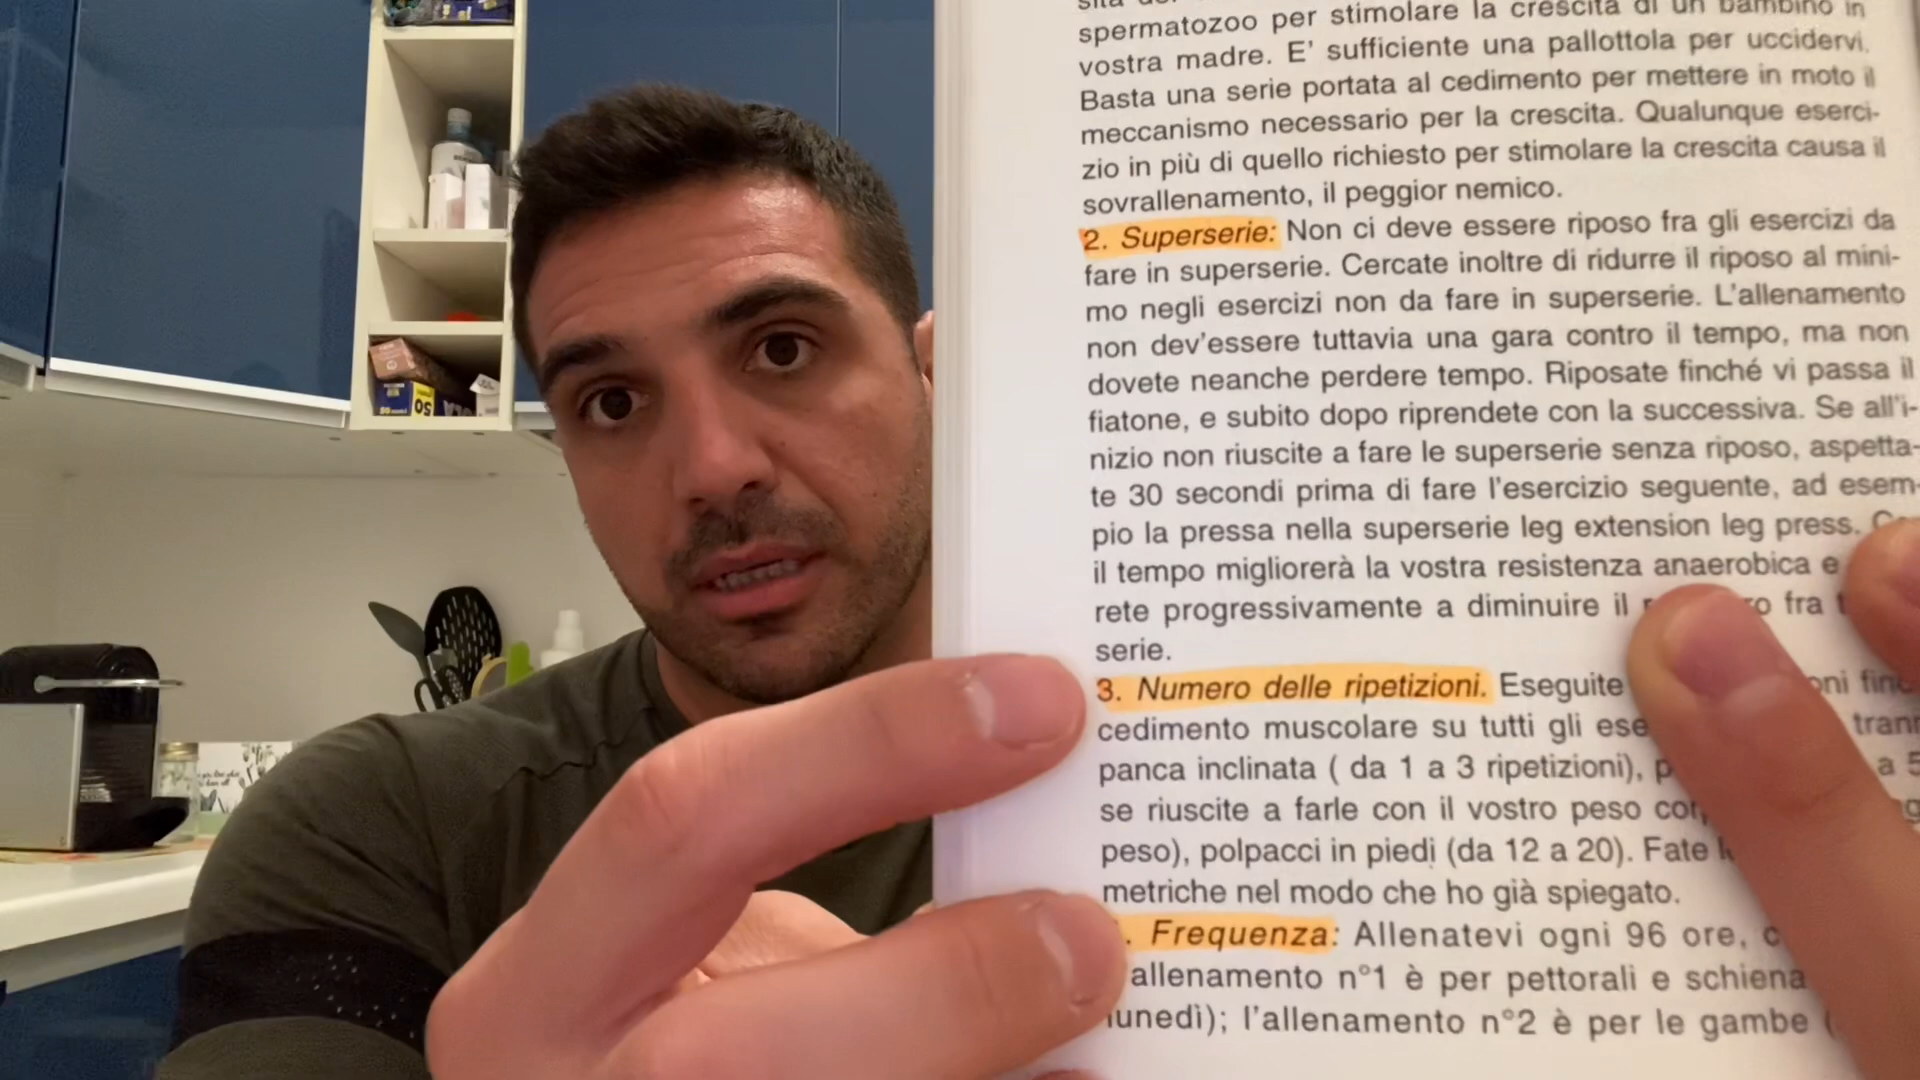 spermatozoo per stimolare la crescita di un bambino in
vostra madre. E' sufficiente una pallottola per uccidervi.
Basta una serie portata al cedimento per mettere in moto il
meccanismo necessario per la crescita. Qualunque eserci-
zio in più di quello richiesto per stimolare la crescita causa il
sovrallenamento, il peggior nemico.
2. Superserie: Non ci deve essere riposo fra gli esercizi da
fare in superserie. Cercate inoltre di ridurre il riposo al mini-
mo negli esercizi non da fare in superserie. L'allenamento
non dev'essere tuttavia una gara contro il tempo, ma non
dovete neanche perdere tempo. Riposate finché vi passa il
fiatone, e subito dopo riprendete con la successiva. Se all'i-
nizio non riuscite a fare le superserie senza riposo, aspetta-
te 30 secondi prima di fare l'esercizio seguente, ad esem-
pio la pressa nella superserie leg extension leg press.
il tempo migliorerà la vostra resistenza anaerobica e
rete progressivamente a diminuire il fra
serie.
3. Numero delle ripetizioni. Eseguite
cedimento muscolare su tutti gli
panca inclinata ( da 1 a 3 ripetizioni), a 5
se riuscite a farle con il vostro peso
peso), polpacci in piedi (da 12 a 20). Fate
metriche nel modo che ho già spiegato.
. Frequenza: Allenatevi ogni 96 ore,
allenamento n°1 è per pettorali e schiena
lunedì); l'allenamento n°2 è per le gambe (
50